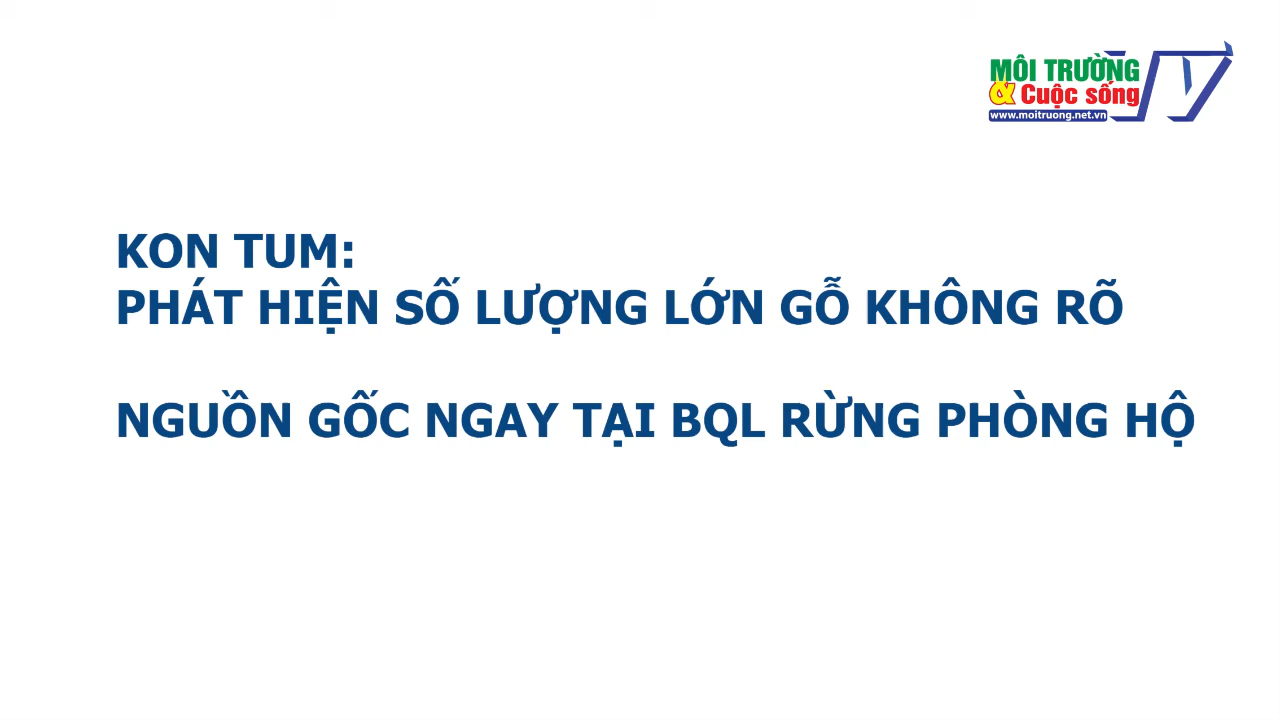 MÔI TRƯỜNG
& Cuộc sống
www.moitruong.net.vn
TV
KON TUM:
PHÁT HIỆN SỐ LƯỢNG LỚN GỖ KHÔNG RÕ
NGUỒN GỐC NGAY TẠI BQL RỪNG PHÒNG HỘ